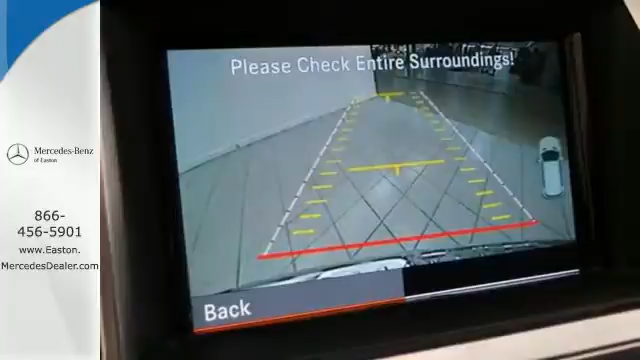 Mercedes-Benz
of Easton
866-
456-5901
www.Easton.
MercedesDealer.com
Please Check Entire Surroundings!
Back